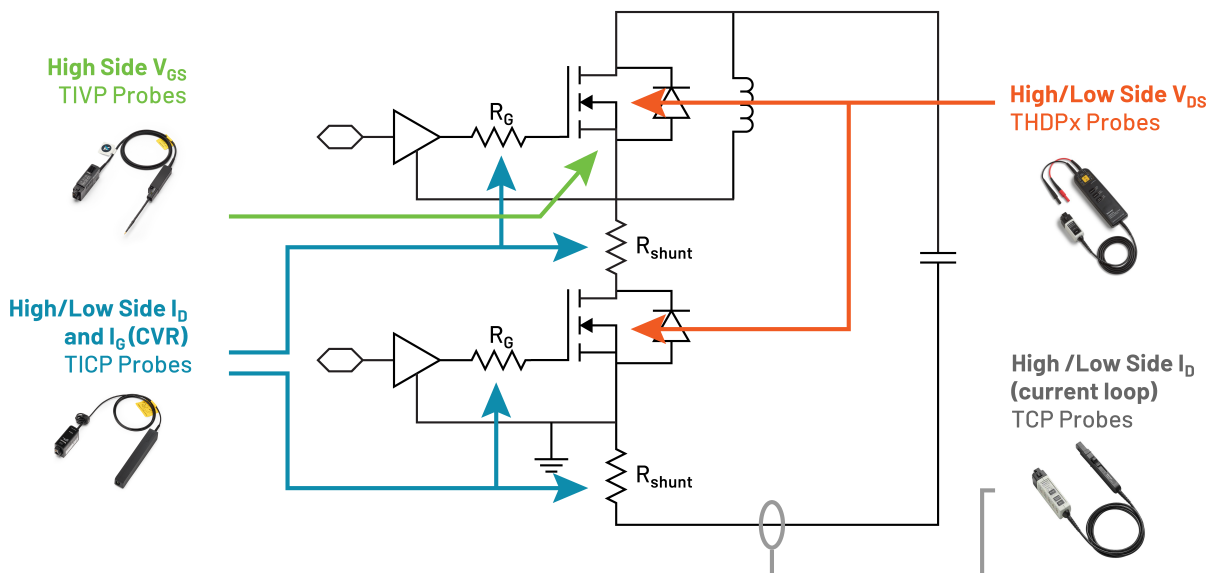 High Side VGS
TIVP Probes
High/Low Side ID
and IG (CVR)
TICP Probes
RG
Rshunt
RG
Rshunt
High/Low Side VDS
THDPx Probes
High /Low Side ID
(current loop)
TCP Probes